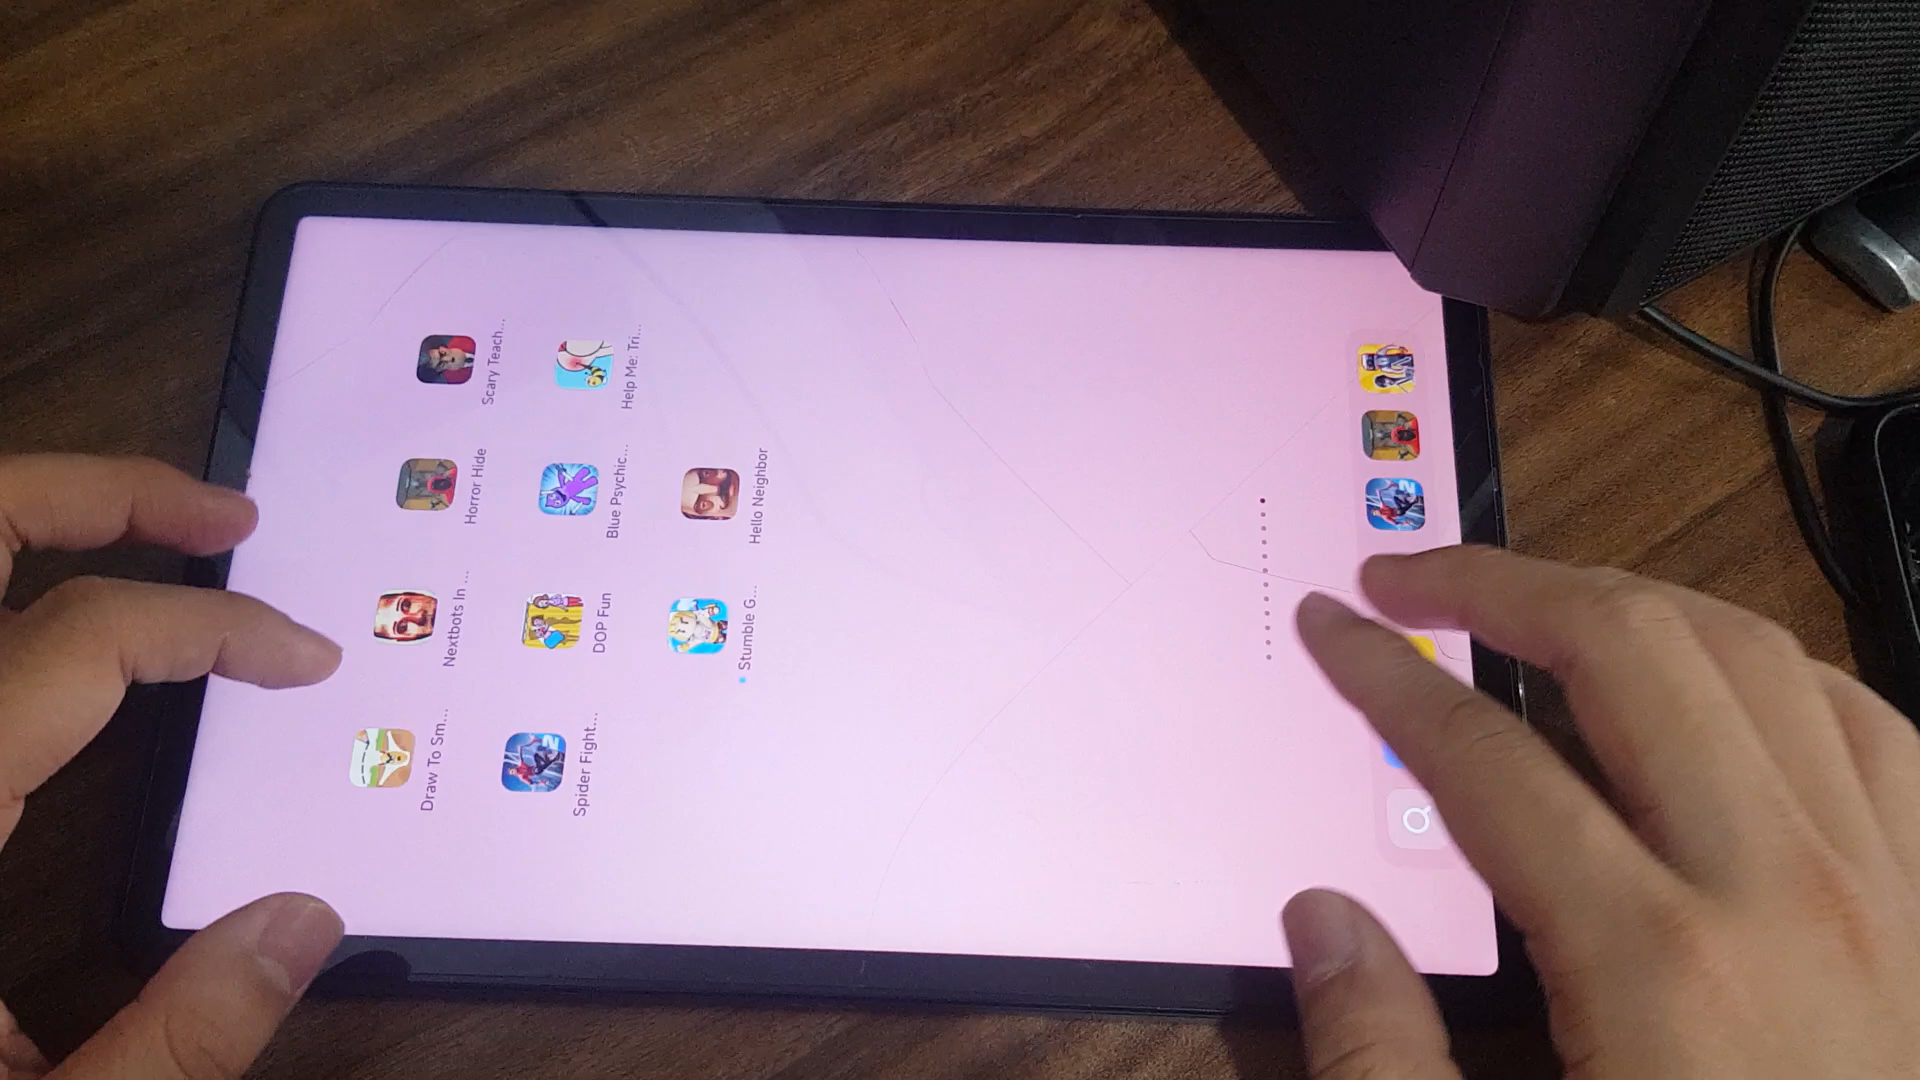 Draw To Sm...
Nextbots In ...
Horror Hide
Scary Teach...
Spider Fight...
DOP Fun
Blue Psychic...
Help Me: Tri...
Stumble G...
Hello Neighbor